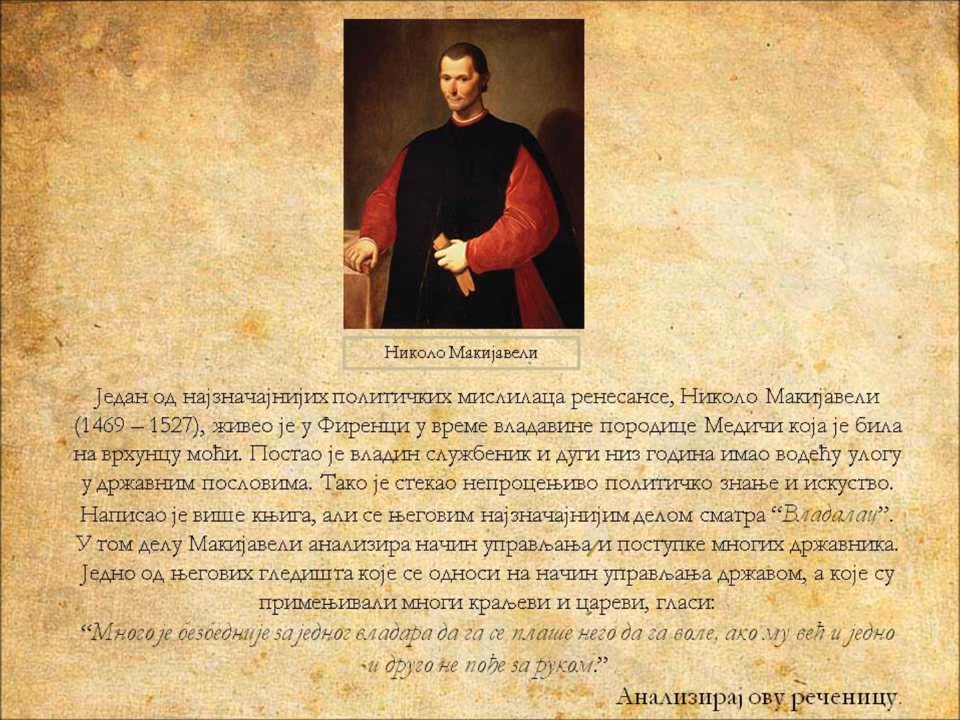 Николо Макијавели
Један од најзначајнијих политичких мислилаца ренесансе, Николо Макијавели
(1469 – 1527), живео је у Фиренци у време владавине породице Медичи која је била
на врхунцу моћи. Постао је владин службеник и дуги низ година имао водећу улогу
у државним пословима. Тако је стекао непроцењиво политичко знање и искуство.
Написао је више књига, али се његовим најзначајнијим делом сматра “Владалац”.
У том делу Макијавели анализира начин управљања и поступке многих државника.
Једно од његових гледишта које се односи на начин управљања државом, а које су
примењивали многи краљеви и цареви, гласи:
“Много је безбедније за једног владара да га се плаше него да га воле, ако му већ и једно
и друго не пође за руком.”
Анализирај ову реченицу.